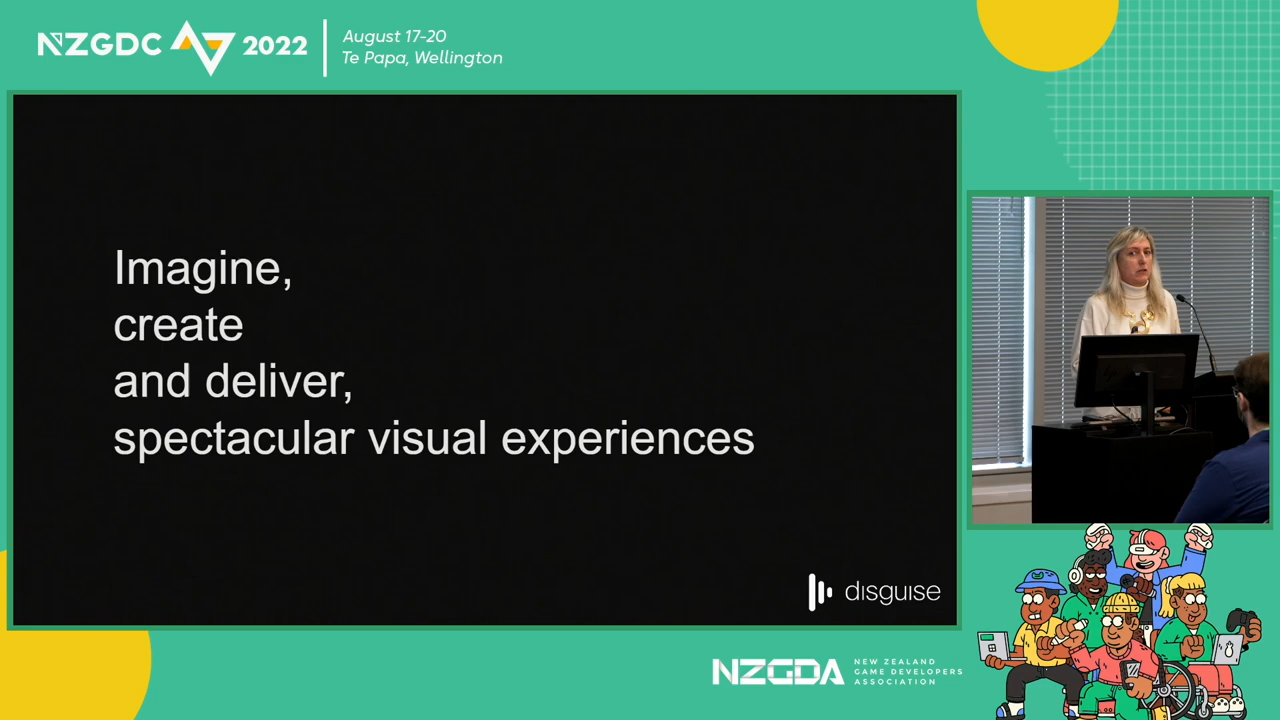 NZGDC 2022
August 17-20
Te Papa, Wellington
Imagine,
create
and deliver,
spectacular visual experiences
disguise
NZGDA
NEW ZEALAND
GAME DEVELOPERS
ASSOCIATION